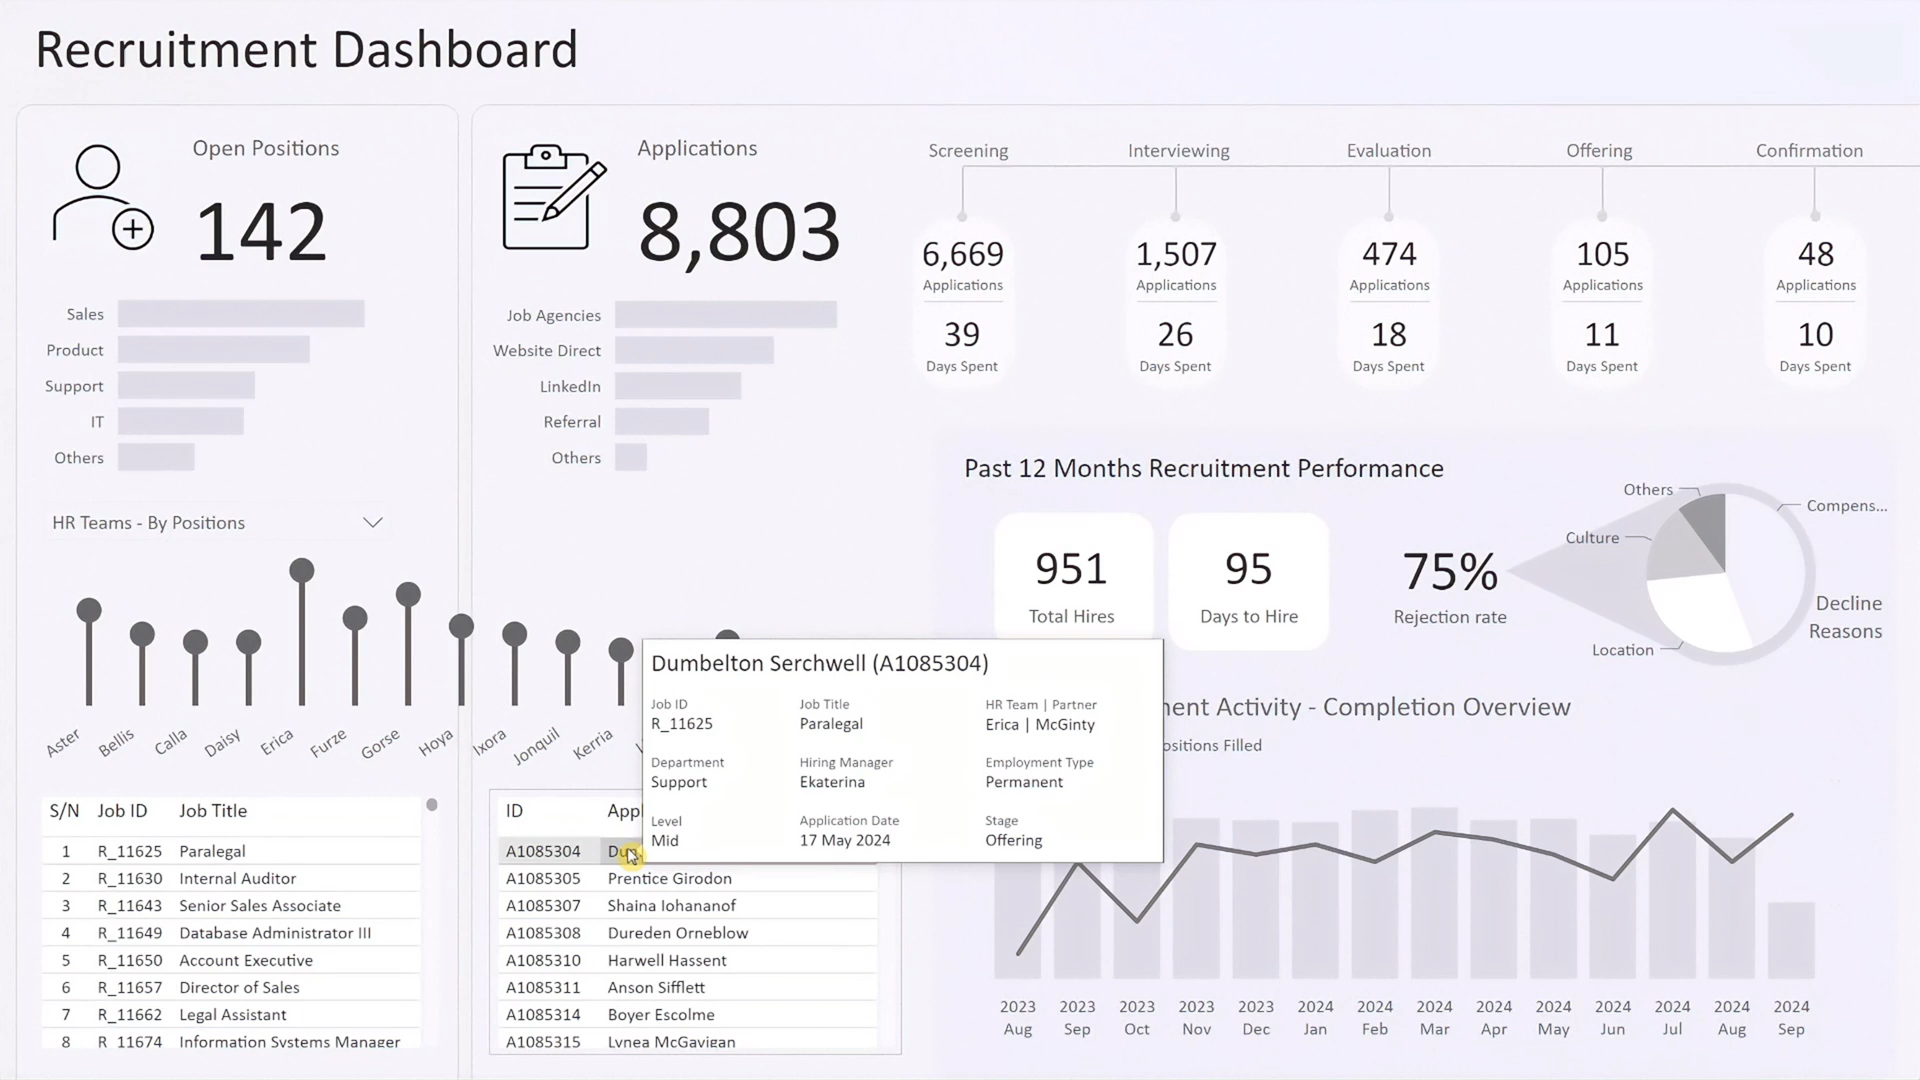 Recruitment Dashboard
Open Positions
142
Sales
Product
Support
IT
Others
HR Teams - By Positions
Aster
Bellis
Calla
Daisy
Erica
Furze
Gorse
Hoya
Ixora
Jonquil
Kerria
S/N Job ID Job Title
1 R_11625 Paralegal
2 R_11630 Internal Auditor
3 R_11643 Senior Sales Associate
4 R_11649 Database Administrator III
5 R_11650 Account Executive
6 R_11657 Director of Sales
7 R_11662 Legal Assistant
8 R_11674 Information Systems Manager
Applications
8,803
Job Agencies
Website Direct
LinkedIn
Referral
Others
ID
A1085304
A1085305 Prentice Girodon
A1085307 Shaina Iohananof
A1085308 Dureden Orneblow
A1085310 Harwell Hassent
A1085311 Anson Sifflett
A1085314 Boyer Escolme
A1085315 Lynea McGavigan
Dumbelton Serchwell (A1085304)
Job ID Job Title HR Team | Partner
R_11625 Paralegal Erica | McGinty
Department Hiring Manager Employment Type
Support Ekaterina Permanent
Level Application Date Stage
Mid 17 May 2024 Offering
Screening Interviewing Evaluation Offering Confirmation
6,669 1,507 474 105 48
Applications Applications Applications Applications Applications
39 26 18 11 10
Days Spent Days Spent Days Spent Days Spent Days Spent
Past 12 Months Recruitment Performance
951
Total Hires
95
Days to Hire
75%
Rejection rate
Others
Compens...
Culture
Location
Decline
Reasons
Activity - Completion Overview
Filled
2023 2023 2023 2023 2023 2024 2024 2024 2024 2024 2024 2024 2024 2024
Aug Sep Oct Nov Dec Jan Feb Mar Apr May Jun Jul Aug Sep